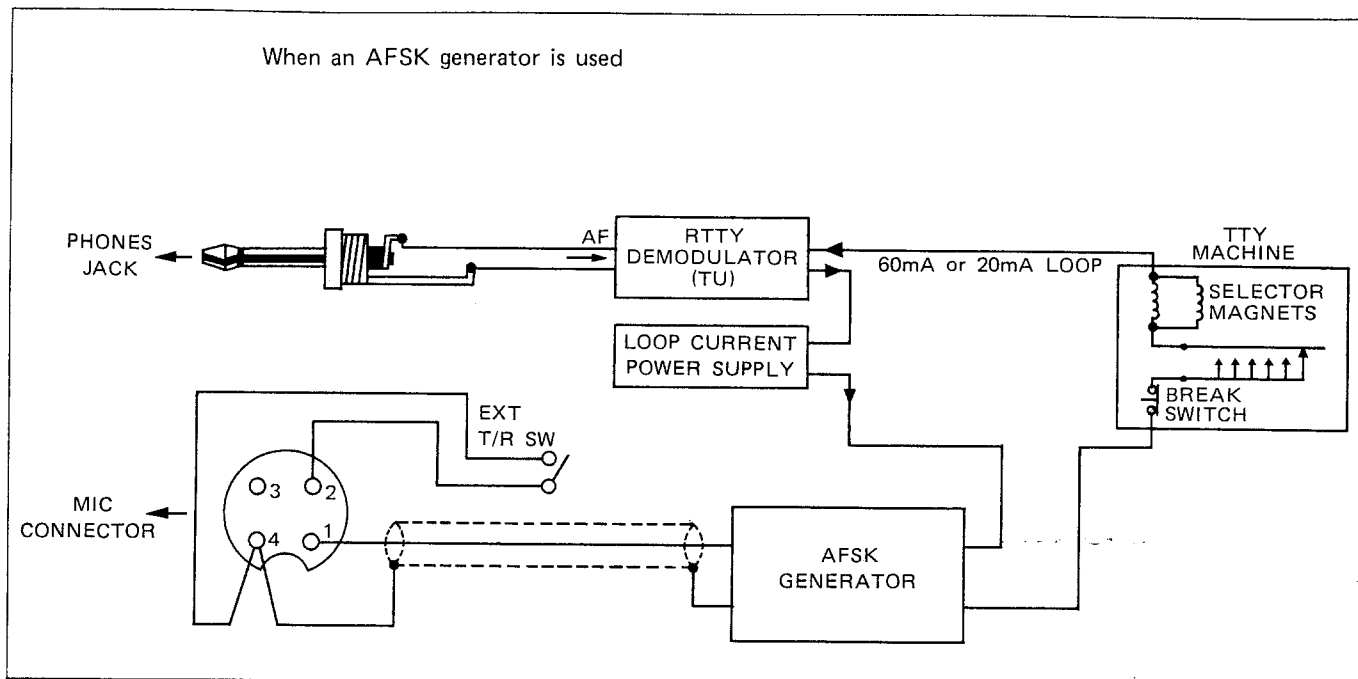 When an AFSK generator is used
PHONES
JACK
AF
RTTY
DEMODULATOR
(TU)
60mA or 20mA LOOP
TTY
MACHINE
SELECTOR
MAGNETS
LOOP CURRENT
POWER SUPPLY
BREAK
SWITCH
EXT
T/R SW
MIC
CONNECTOR
3
2
4
1
AFSK
GENERATOR